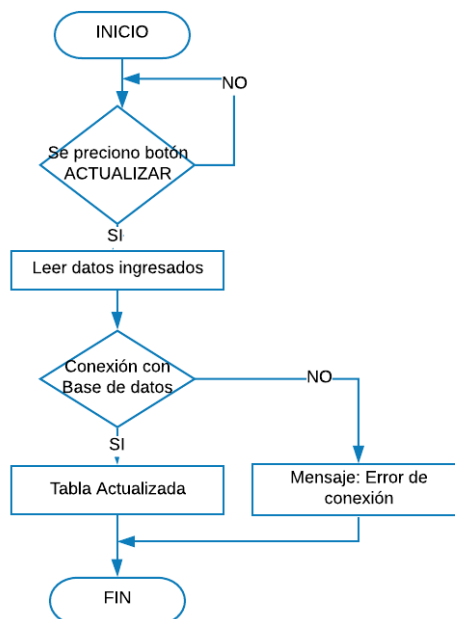 INICIO
NO
Se preciono botón
ACTUALIZAR
SI
Leer datos ingresados
Conexión con
Base de datos
NO
SI
Tabla Actualizada
Mensaje: Error de
conexión
FIN